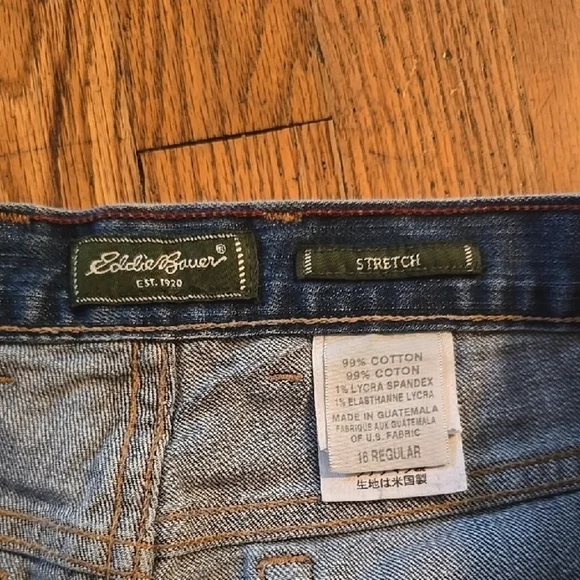 Eddie Bauer®
EST. 1920
STRETCH
99% COTTON
99% COTON
1% LYCRA SPANDEX
1% ELASTHANNE LYCRA
MADE IN GUATEMALA
FABRIQUE AUX GUATEMALA
OF U.S. FABRIC
16 REGULAR
生地は米国製